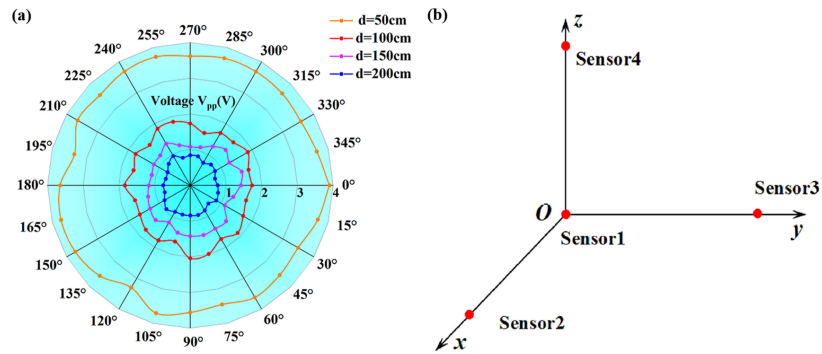 (a)
d=50cm
d=100cm
d=150cm
d=200cm
270°
255° 285°
240° 300°
225° 315°
210° 330°
195° 345°
180° 0°
165° 15°
150° 30°
135° 45°
120° 60°
105° 75°
90°
Voltage Vpp(V)
1 2 3 4
(b)
z
Sensor4
Sensor3
O
y
Sensor1
Sensor2
x